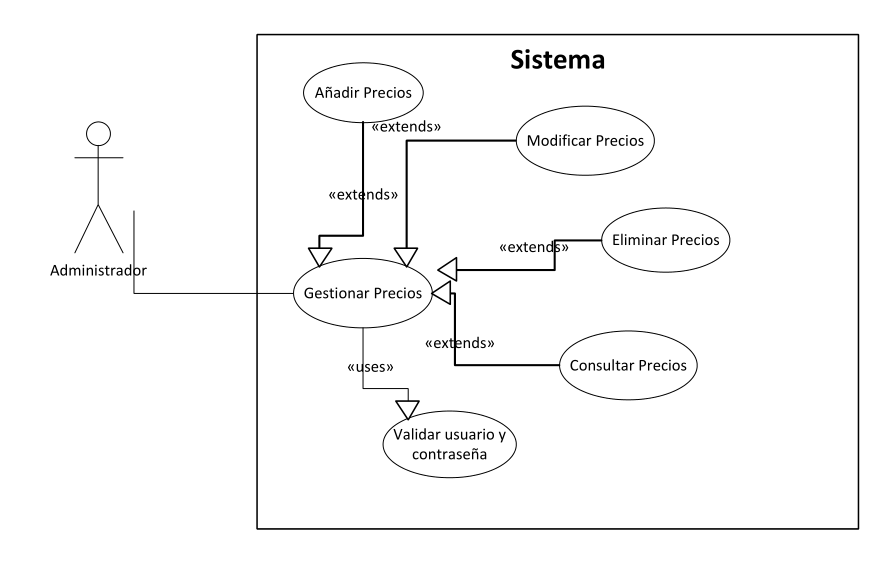 Sistema
Añadir Precios
«extends»
Modificar Precios
«extends»
Eliminar Precios
«extends»
Administrador
Gestionar Precios
«extends»
Consultar Precios
«uses»
Validar usuario y
contraseña